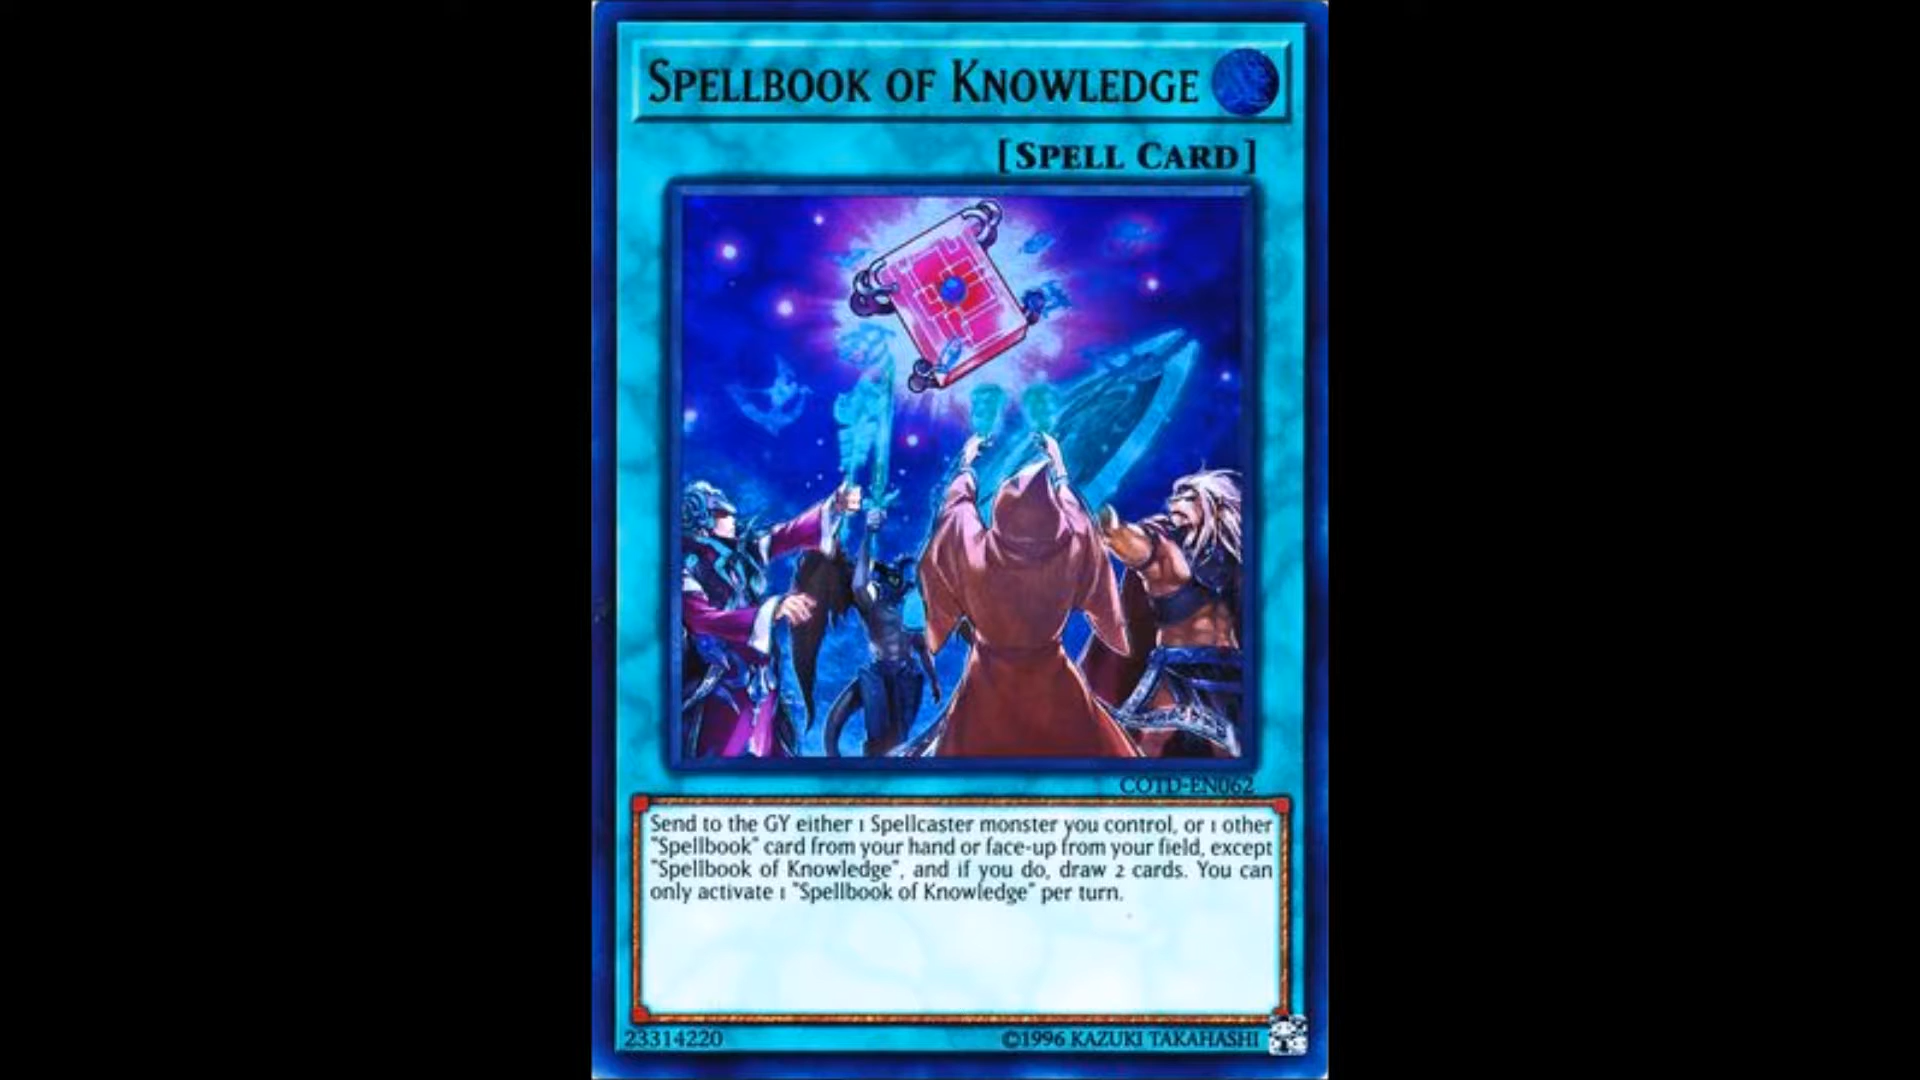 SPELLBOOK OF KNOWLEDGE
[SPELL CARD]
COTD-EN062
Send to the GY either 1 Spellcaster monster you control, or 1 other
"Spellbook" card from your hand or face-up from your field, except
"Spellbook of Knowledge", and if you do, draw 2 cards. You can
only activate 1 "Spellbook of Knowledge" per turn.
23314220
©1996 KAZUKI TAKAHASHI